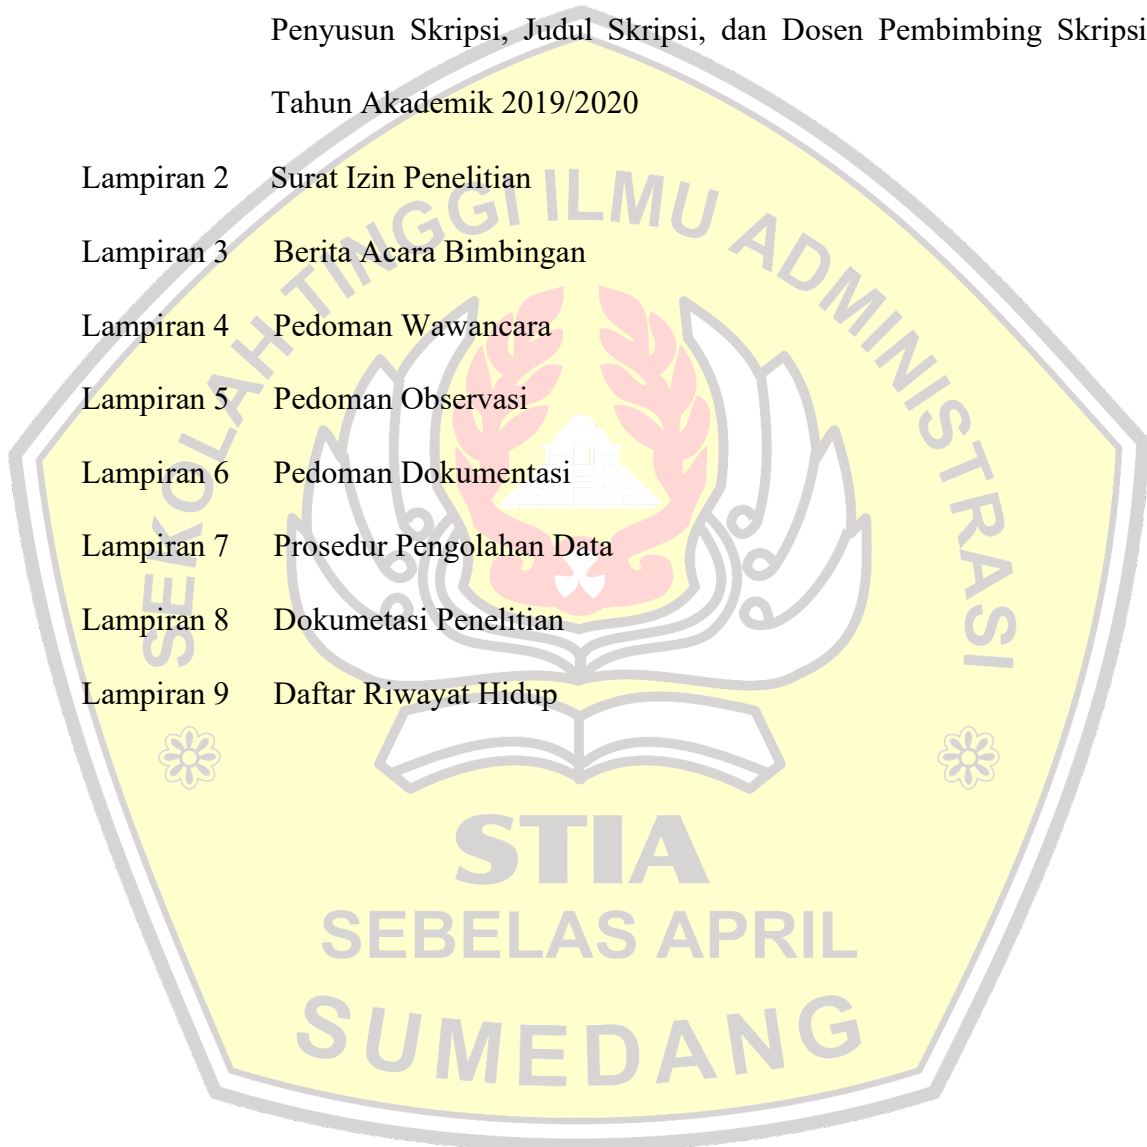 Penyusun Skripsi, Judul Skripsi, dan Dosen Pembimbing Skripsi
Tahun Akademik 2019/2020
Lampiran 2 Surat Izin Penelitian
Lampiran 3 Berita Acara Bimbingan
Lampiran 4 Pedoman Wawancara
Lampiran 5 Pedoman Observasi
Lampiran 6 Pedoman Dokumentasi
Lampiran 7 Prosedur Pengolahan Data
Lampiran 8 Dokumetasi Penelitian
Lampiran 9 Daftar Riwayat Hidup
SEKOLAH TINGGI ILMU ADMINISTRASI
STIA
SEBELAS APRIL
SUMEDANG